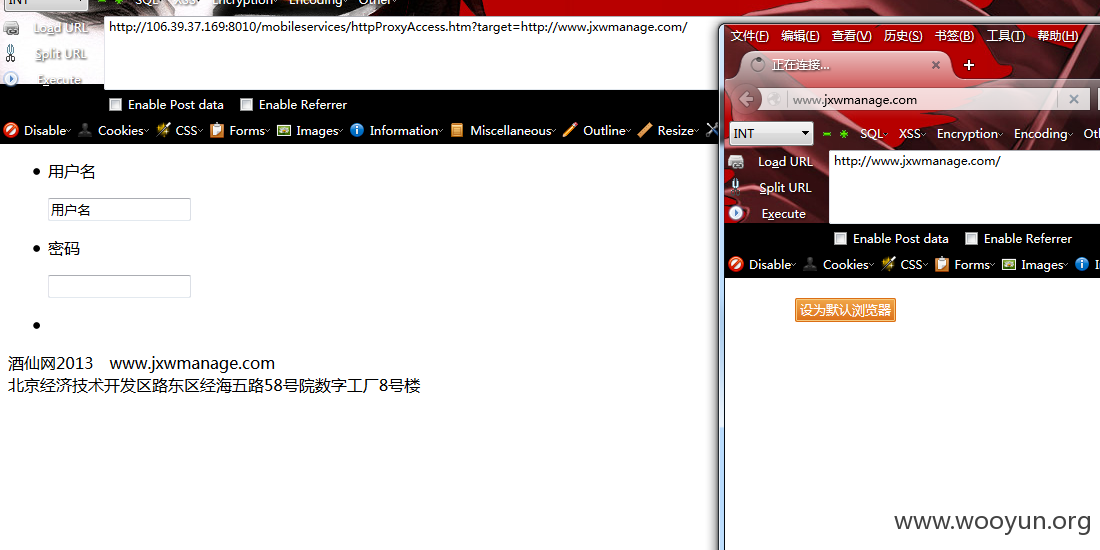 INT SQL XSS Encryption Encoding Other
Load URL
http://106.39.37.169:8010/mobileservices/httpProxyAccess.htm?target=http://www.jxwmanage.com/
Split URL
Execute
Enable Post data Enable Referrer
Disable Cookies CSS Forms Images Information Miscellaneous Outline Resize
用户名
用户名
密码
酒仙网2013 www.jxwmanage.com
北京经济技术开发区路东区经海五路58号院数字工厂8号楼
文件(F) 编辑(E) 查看(V) 历史(S) 书签(B) 工具(T) 帮助(H)
正在连接...
www.jxwmanage.com
INT SQL XSS Encryption Encoding Oth
Load URL
http://www.jxwmanage.com/
Split URL
Execute
Enable Post data Enable Referrer
Disable Cookies CSS Forms Images I
设为默认浏览器
www.wooyun.org